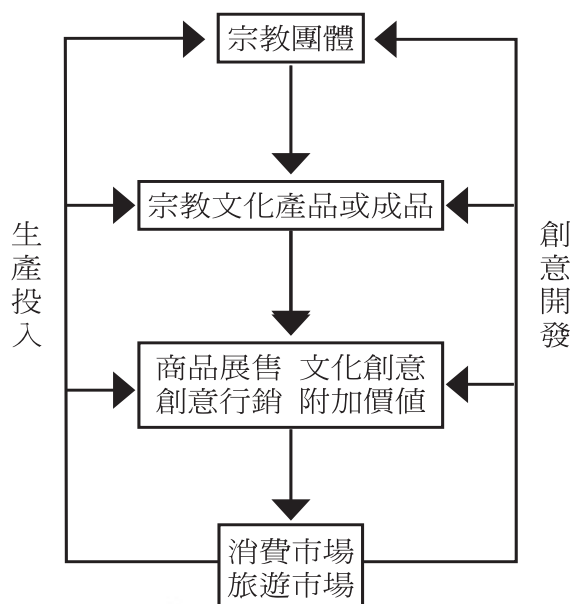 宗教團體
宗教文化產品或成品
生產投入
創意開發
商品展售 文化創意
創意行銷 附加價值
消費市場
旅遊市場